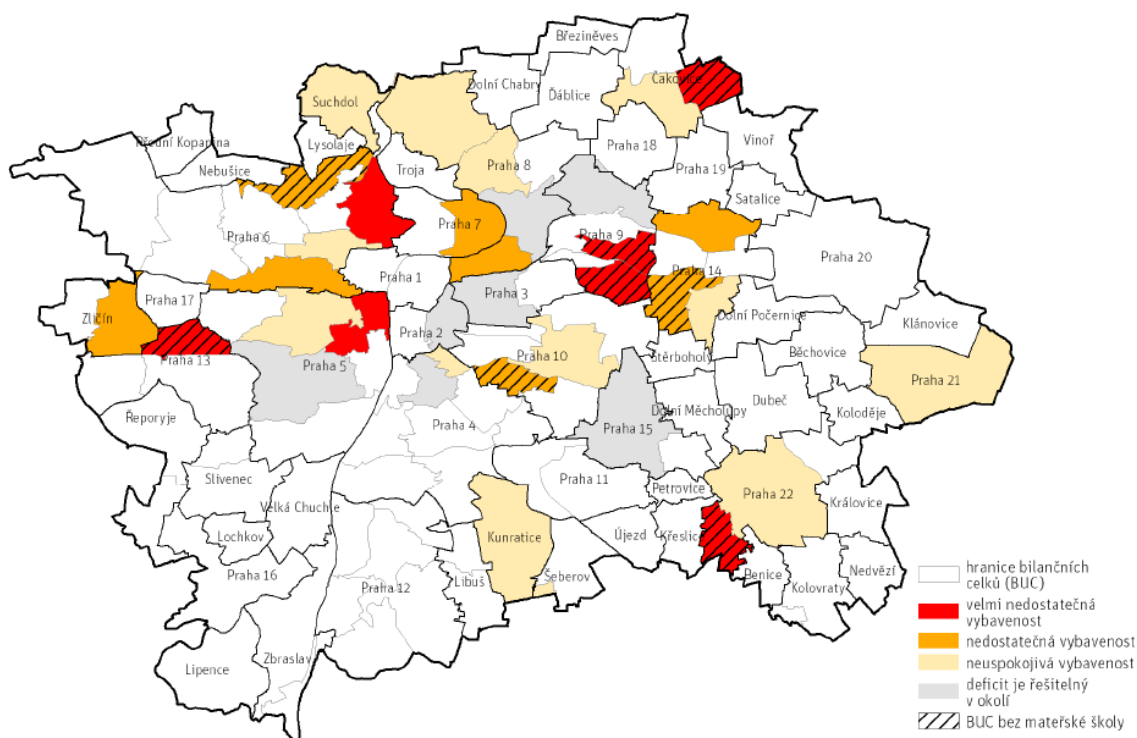 Březiněves
Dolní Chabry
Ďáblice
Čakovice
Suchdol
Přední Kopanina
Lysolaje
Nebušice
Troja
Praha 8
Praha 18
Vinoř
Praha 19
Satalice
Praha 6
Praha 7
Praha 9
Praha 14
Praha 20
Praha 1
Praha 3
Praha 17
Zličín
Praha 2
Dolní Počernice
Klánovice
Praha 13
Praha 5
Praha 10
Štěrboholy
Běchovice
Praha 21
Řeporyje
Praha 4
Praha 15
Dolní Měcholupy
Dubeč
Koloděje
Slivenec
Velká Chuchle
Praha 11
Petrovice
Praha 22
Královice
Lochkov
Kunratice
Újezd
Křeslice
Praha 16
Praha 12
Libuš
Šeberov
Benice
Kolovraty
Nedvězí
Lipence
Zbraslav
hranice bilančních
celků (BUC)
velmi nedostatečná
vybavenost
nedostatečná vybavenost
neuspokojivá vybavenost
deficit je řešitelný
v okolí
BUC bez mateřské školy